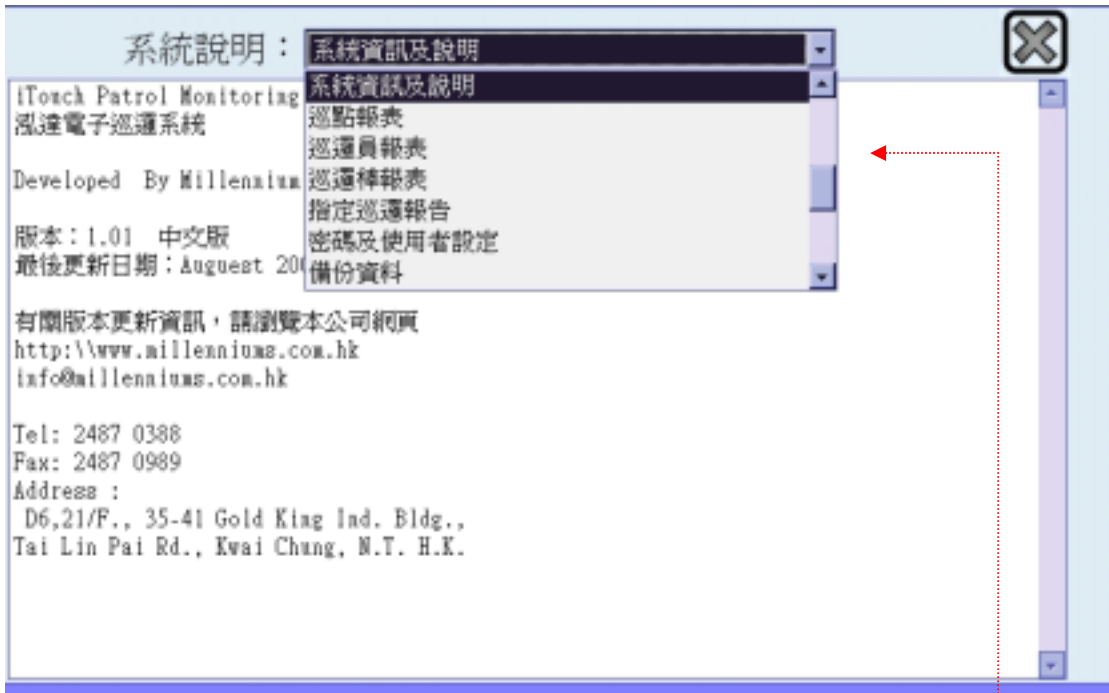 系統說明：
系統資訊及說明
系統資訊及說明
巡點報表
巡邏員報表
巡邏棒報表
指定巡邏報告
密碼及使用者設定
備份資料
iTouch Patrol Monitoring
泓達電子巡邏系統
Developed By Millennium
版本：1.01 中文版
最後更新日期：Auguest 200
有關版本更新資訊，請瀏覽本公司網頁
http:\\www.millenniums.com.hk
info@millenniums.com.hk
Tel: 2487 0388
Fax: 2487 0989
Address :
D6,21/F., 35-41 Gold King Ind. Bldg.,
Tai Lin Pai Rd., Kwai Chung, N.T. H.K.